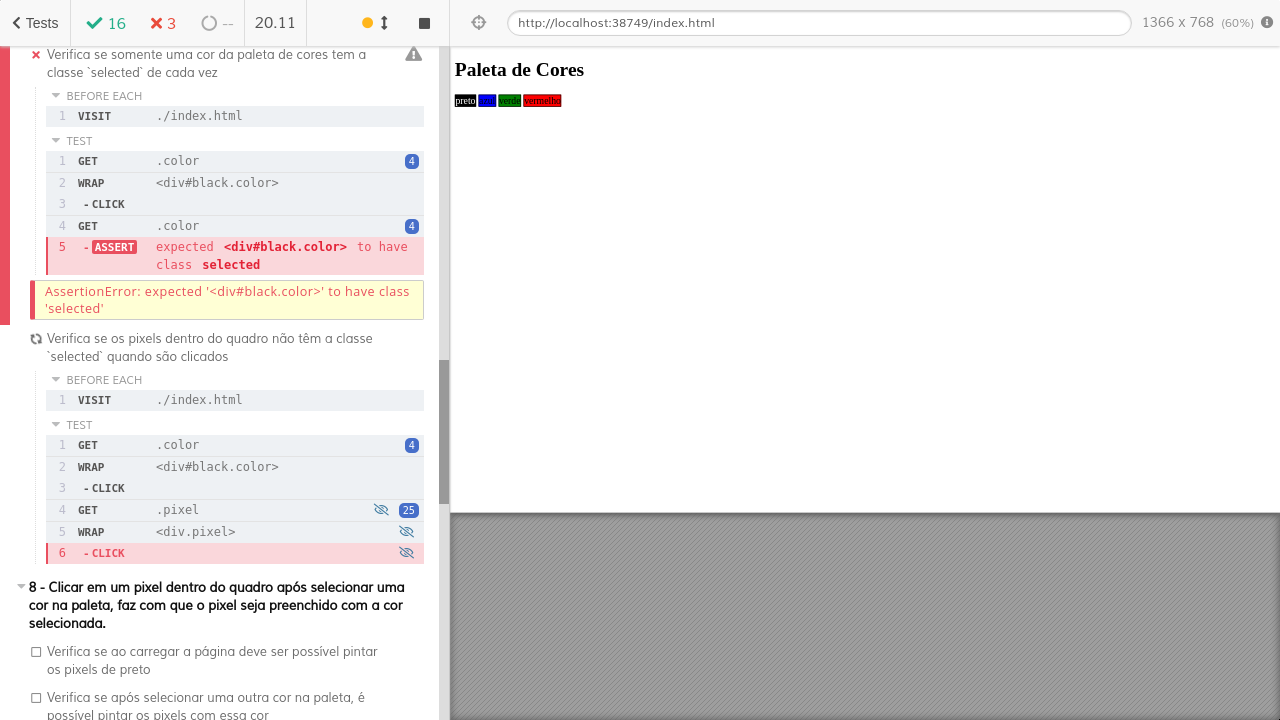 Tests
16
3
--
20.11
http://localhost:38749/index.html
1366 x 768 (60%)
Verifica se somente uma cor da paleta de cores tem a
classe `selected` de cada vez
BEFORE EACH
1 VISIT ./index.html
TEST
1 GET .color 4
2 WRAP <div#black.color>
3 -CLICK
4 GET .color 4
5 -ASSERT expected <div#black.color> to have
class selected
AssertionError: expected '<div#black.color>' to have class
'selected'
Verifica se os pixels dentro do quadro não têm a classe
`selected` quando são clicados
BEFORE EACH
1 VISIT ./index.html
TEST
1 GET .color 4
2 WRAP <div#black.color>
3 -CLICK
4 GET .pixel 25
5 WRAP <div.pixel>
6 -CLICK
8 - Clicar em um pixel dentro do quadro após selecionar uma
cor na paleta, faz com que o pixel seja preenchido com a cor
selecionada.
Verifica se ao carregar a página deve ser possível pintar
os pixels de preto
Verifica se após selecionar uma outra cor na paleta, é
possível pintar os pixels com essa cor
Paleta de Cores
preto verde vermelho